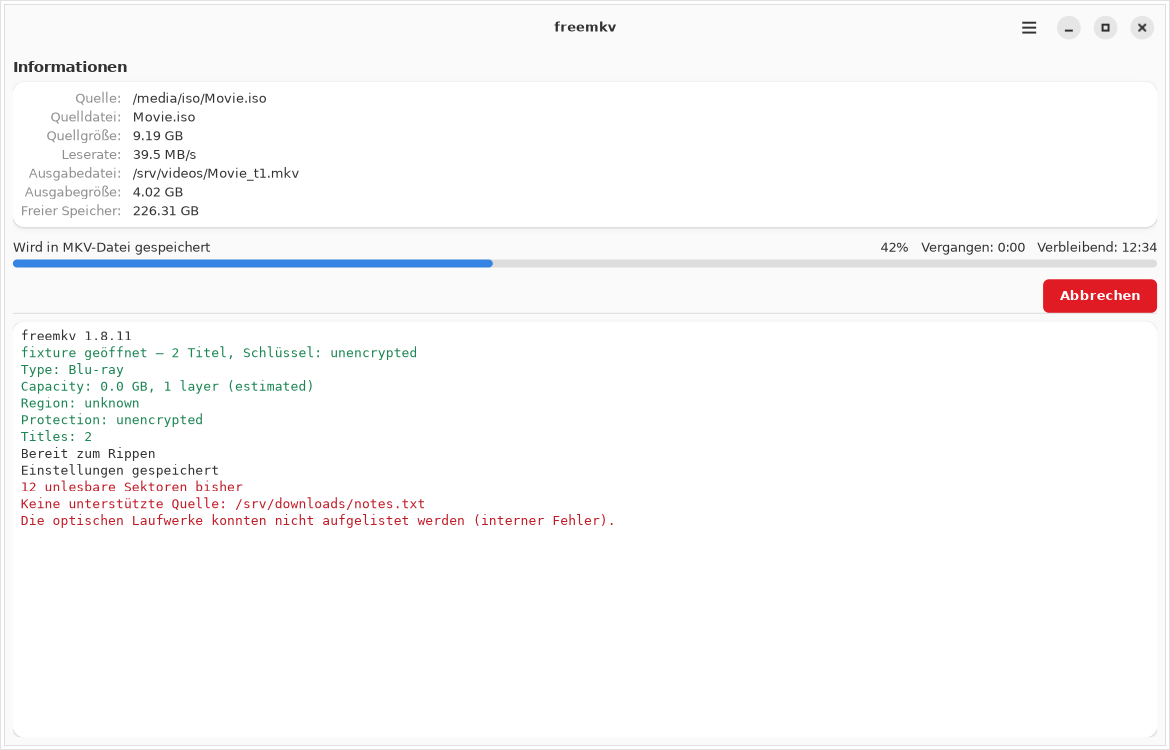 freemkv
Informationen
Quelle: /media/iso/Movie.iso
Quelldatei: Movie.iso
Quellgröße: 9.19 GB
Leserate: 39.5 MB/s
Ausgabedatei: /srv/videos/Movie_t1.mkv
Ausgabegröße: 4.02 GB
Freier Speicher: 226.31 GB
Wird in MKV-Datei gespeichert 42% Vergangen: 0:00 Verbleibend: 12:34
Abbrechen
freemkv 1.8.11
fixture geöffnet — 2 Titel, Schlüssel: unencrypted
Type: Blu-ray
Capacity: 0.0 GB, 1 layer (estimated)
Region: unknown
Protection: unencrypted
Titles: 2
Bereit zum Rippen
Einstellungen gespeichert
12 unlesbare Sektoren bisher
Keine unterstützte Quelle: /srv/downloads/notes.txt
Die optischen Laufwerke konnten nicht aufgelistet werden (interner Fehler).